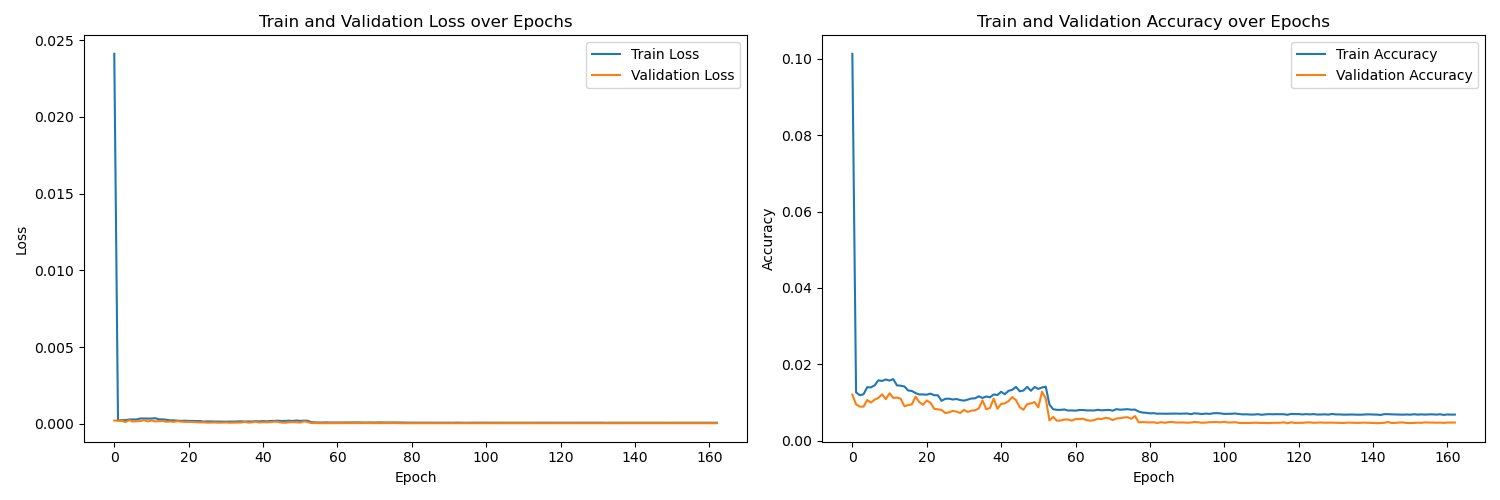 Train and Validation Loss over Epochs
0.025
0.020
0.015
0.010
0.005
0.000
Loss
0 20 40 60 80 100 120 140 160
Epoch
Train Loss
Validation Loss
Train and Validation Accuracy over Epochs
0.10
0.08
0.06
0.04
0.02
0.00
Accuracy
0 20 40 60 80 100 120 140 160
Epoch
Train Accuracy
Validation Accuracy